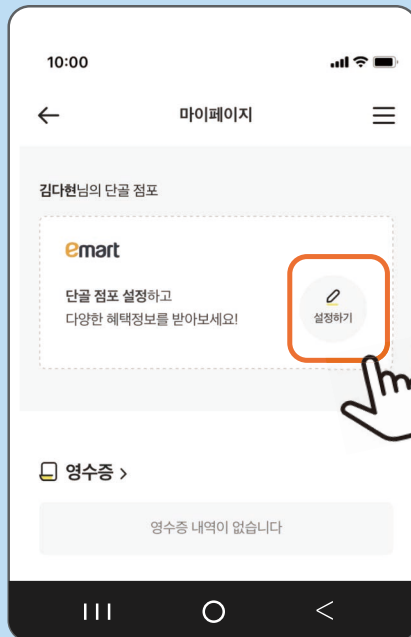 10:00
마이페이지
김다현님의 단골 점포
emart
단골 점포 설정하고
다양한 혜택정보를 받아보세요!
설정하기
영수증 >
영수증 내역이 없습니다